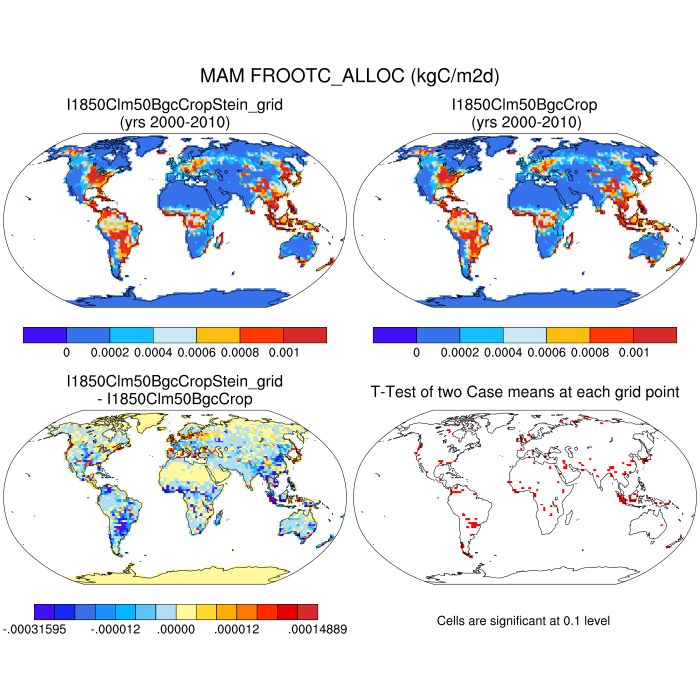 MAM FROOTC_ALLOC (kgC/m2d)
I1850Clm50BgcCropStein_grid
(yrs 2000-2010)
I1850Clm50BgcCrop
(yrs 2000-2010)
0 0.0002 0.0004 0.0006 0.0008 0.001
0 0.0002 0.0004 0.0006 0.0008 0.001
I1850Clm50BgcCropStein_grid
- I1850Clm50BgcCrop
T-Test of two Case means at each grid point
-.00031595 -.000012 .00000 .000012 .00014889
Cells are significant at 0.1 level